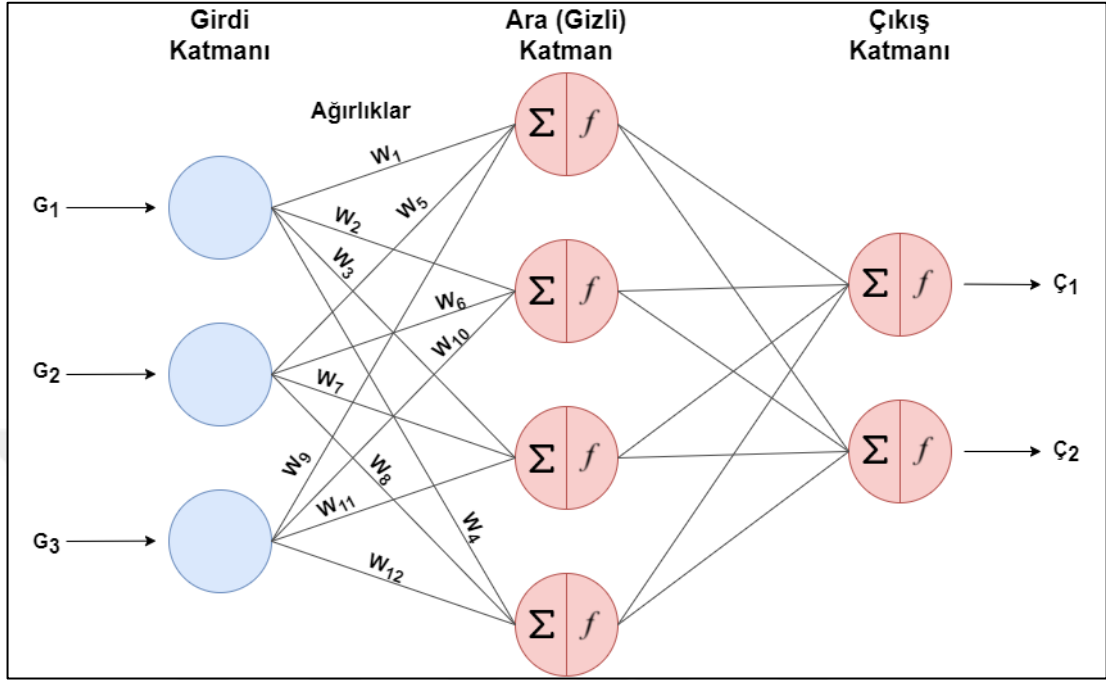 Girdi
Katmanı
Ara (Gizli)
Katman
Çıkış
Katmanı
Ağırlıklar
G₁
G₂
G₃
W₁
W₂
W₃
W₄
W₅
W₆
W₇
W₈
W₉
W₁₀
W₁₁
W₁₂
Σ f
Σ f
Σ f
Σ f
Σ f
Σ f
Ç₁
Ç₂